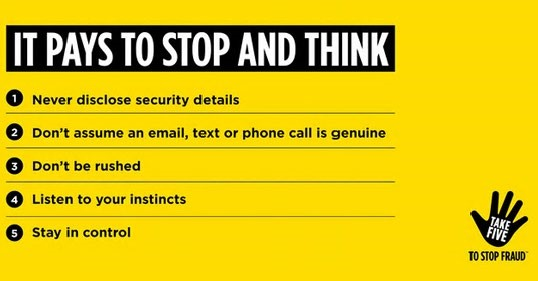 IT PAYS TO STOP AND THINK
1 Never disclose security details
2 Don't assume an email, text or phone call is genuine
3 Don't be rushed
4 Listen to your instincts
5 Stay in control
TAKE
FIVE
TO STOP FRAUD™